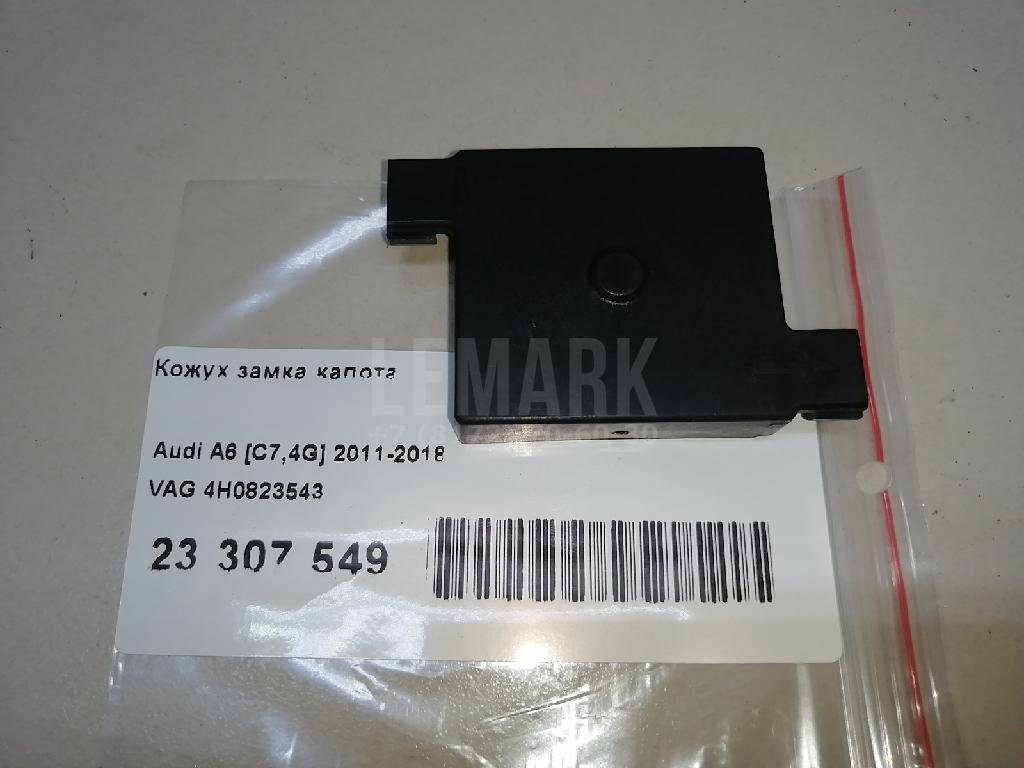 LEMARK
Кожух замка капота
Audi A6 [C7,4G] 2011-2018
VAG 4H0823543
23 307 549